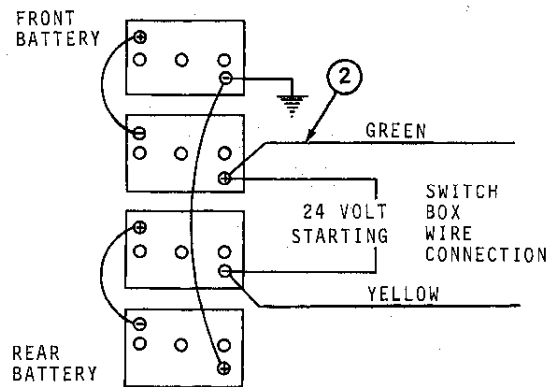 FRONT
BATTERY
2
GREEN
24 VOLT
STARTING
SWITCH
BOX
WIRE
CONNECTION
YELLOW
REAR
BATTERY